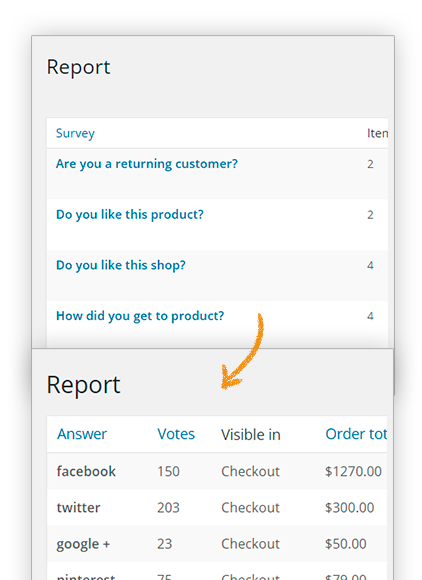 Report
Survey Iten
Are you a returning customer? 2
Do you like this product? 2
Do you like this shop? 4
How did you get to product? 4
Report
Answer Votes Visible in Order tot
facebook 150 Checkout $1270.00
twitter 203 Checkout $300.00
google + 23 Checkout $50.00
pinterest 75 Checkout $79.00